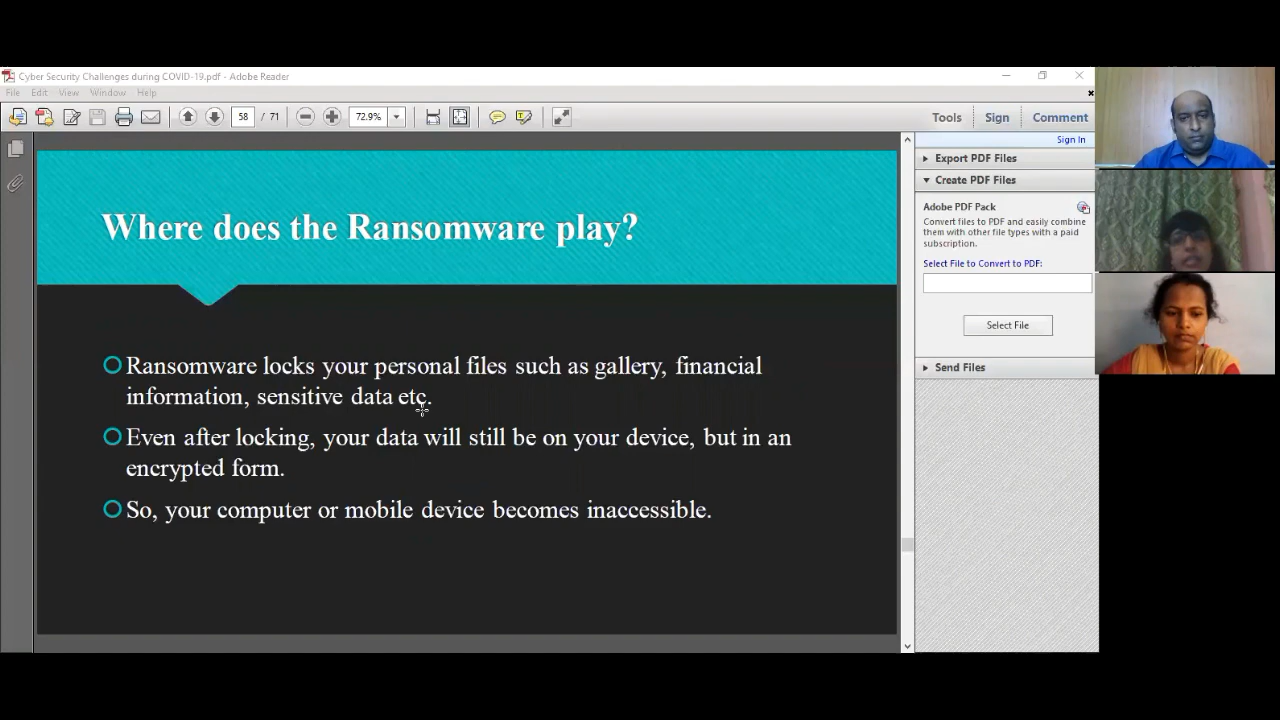 Cyber Security Challenges during COVID-19.pdf - Adobe Reader
File Edit View Window Help
58 / 71 72.9% Tools Sign Comment
Sign In
Export PDF Files
Create PDF Files
Adobe PDF Pack
Convert files to PDF and easily combine
them with other file types with a paid
subscription.
Select File to Convert to PDF:
Select File
Send Files
Where does the Ransomware play?
Ransomware locks your personal files such as gallery, financial
information, sensitive data etc.
Even after locking, your data will still be on your device, but in an
encrypted form.
So, your computer or mobile device becomes inaccessible.